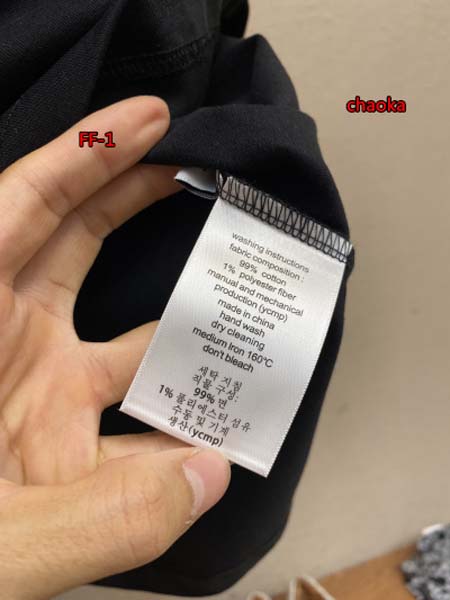 chaoka
FF-1
washing instructions
fabric composition :
99% cotton
1% polyester fiber
manual and mechanical
production (ycmp)
made in china
hand wash
dry cleaning
medium Iron 160℃
don't bleach
세탁 지침
직물 구성:
99% 면
1% 폴리에스터 섬유
수동 및 기계
생산(ycmp)